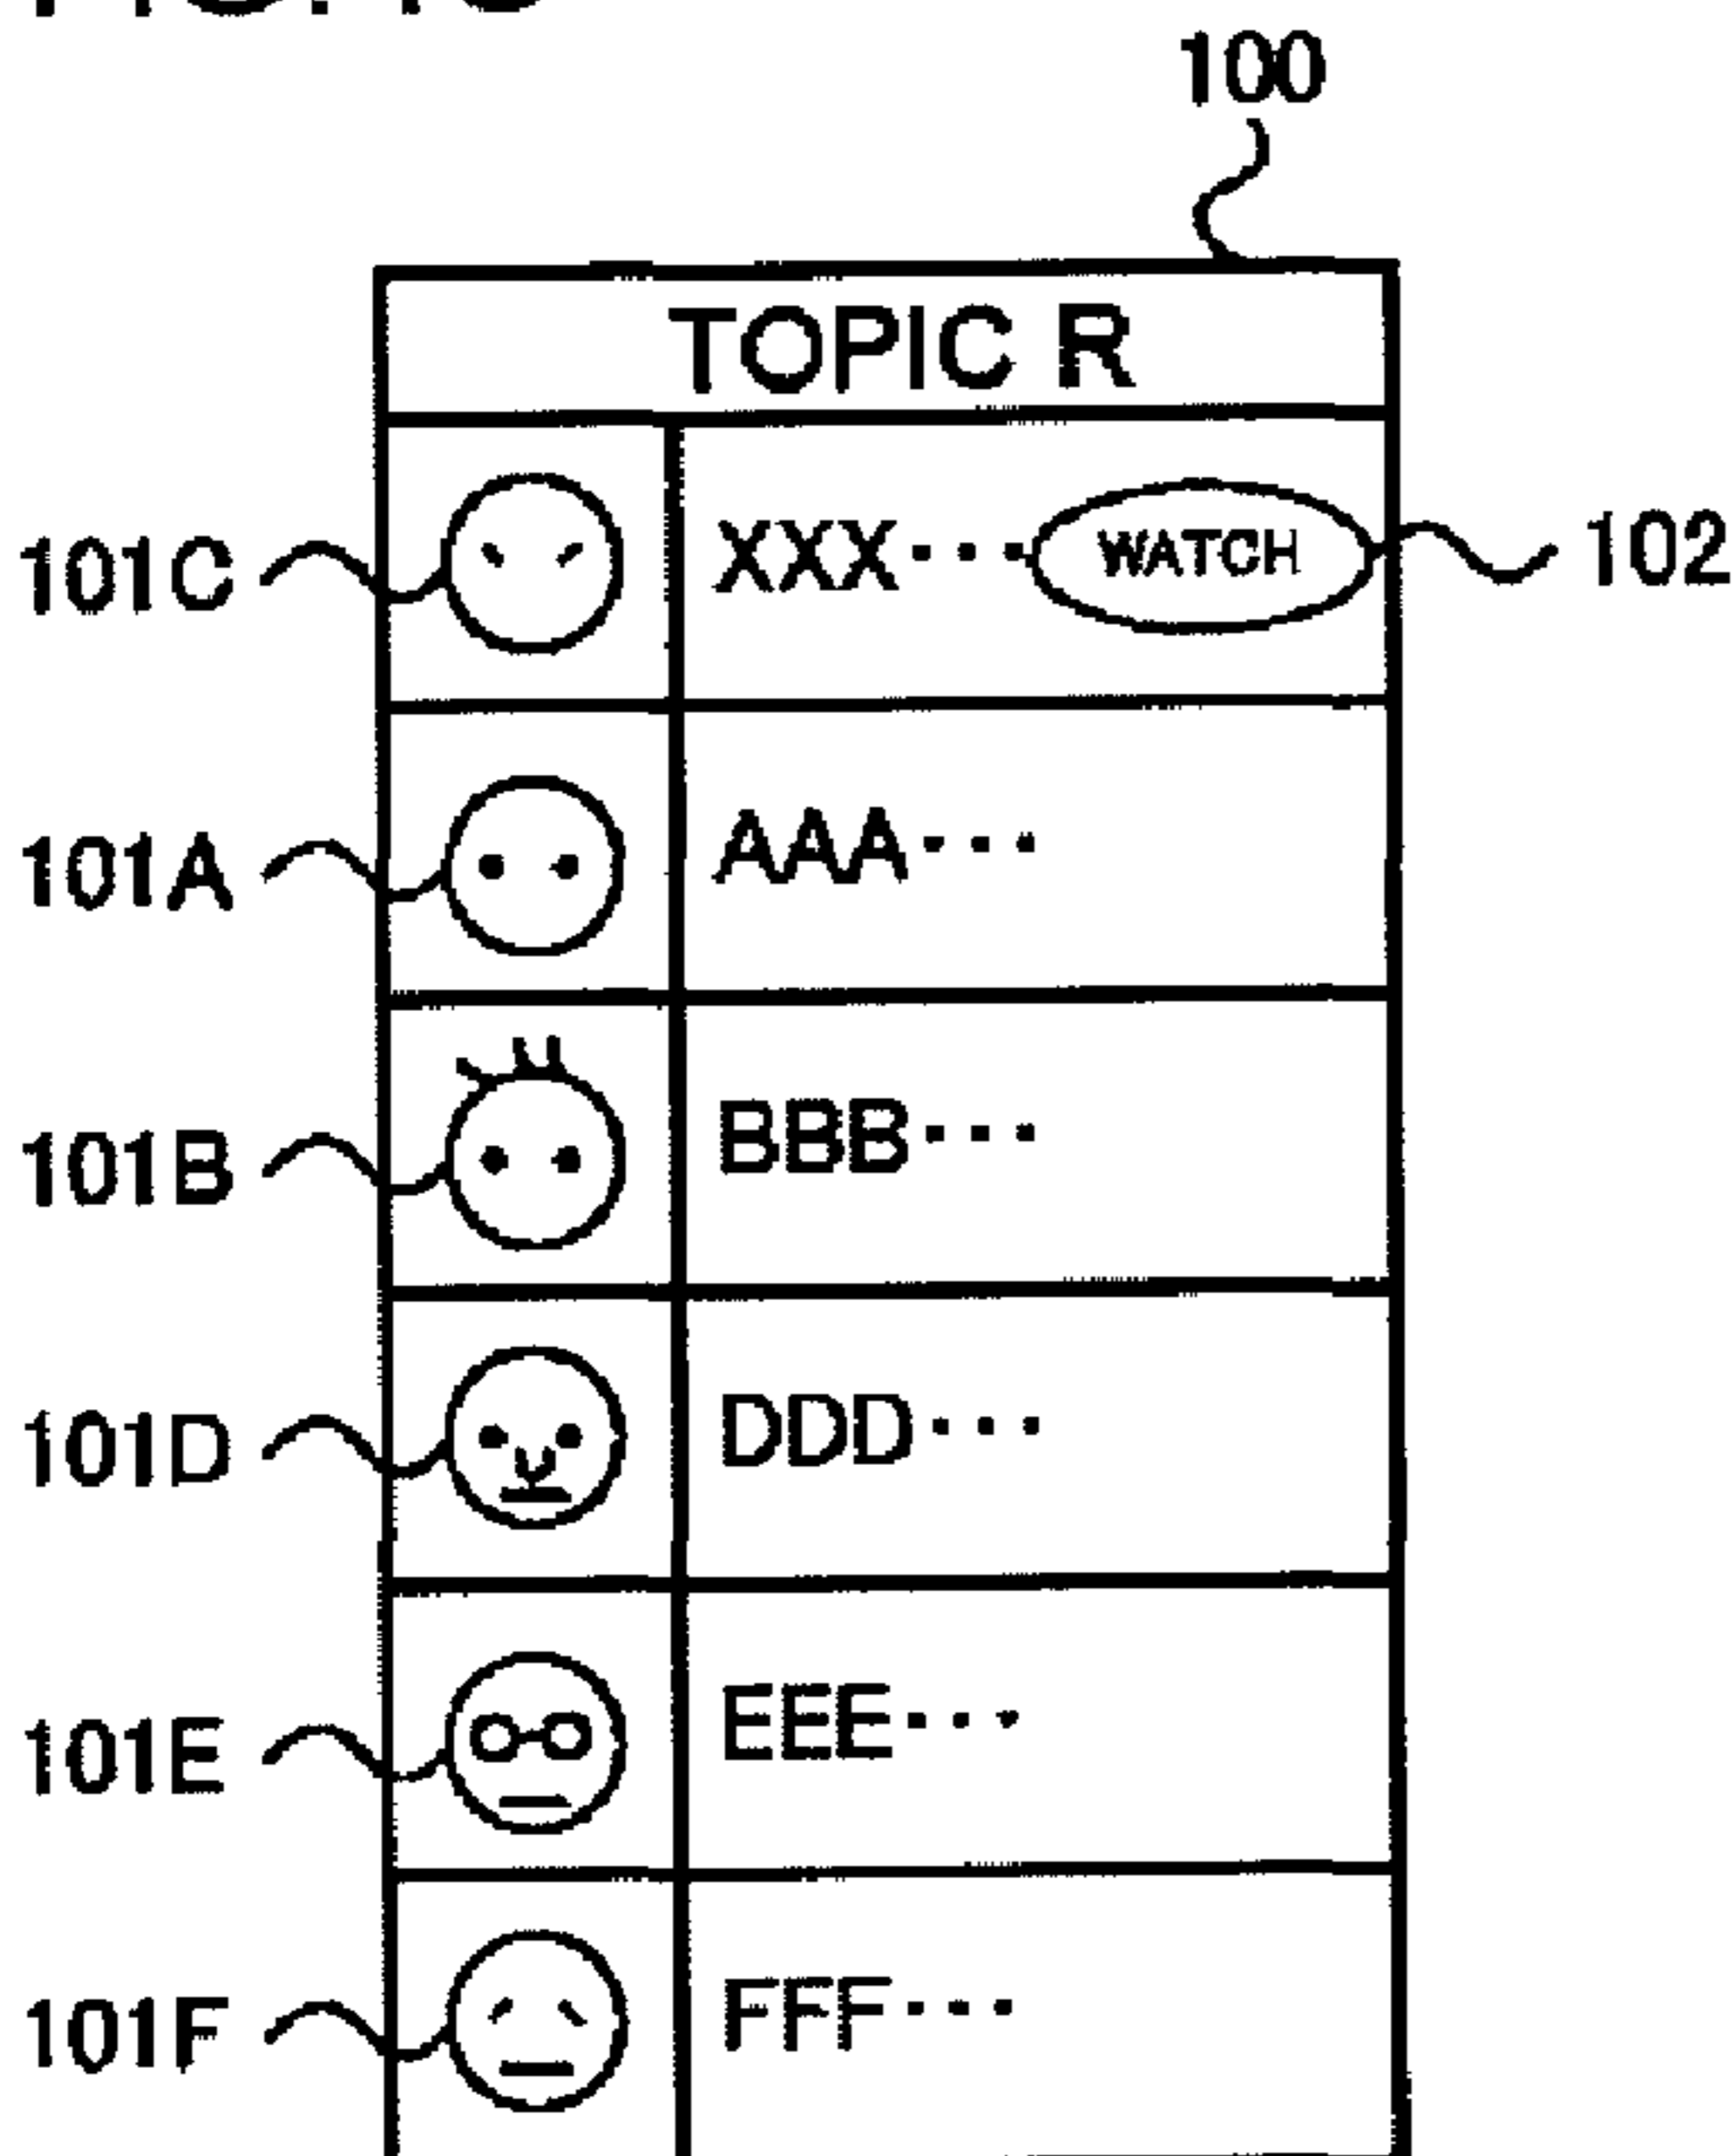 100
TOPIC R
101C XXX··· WATCH 102
101A AAA···
101B BBB···
101D DDD···
101E EEE···
101F FFF···